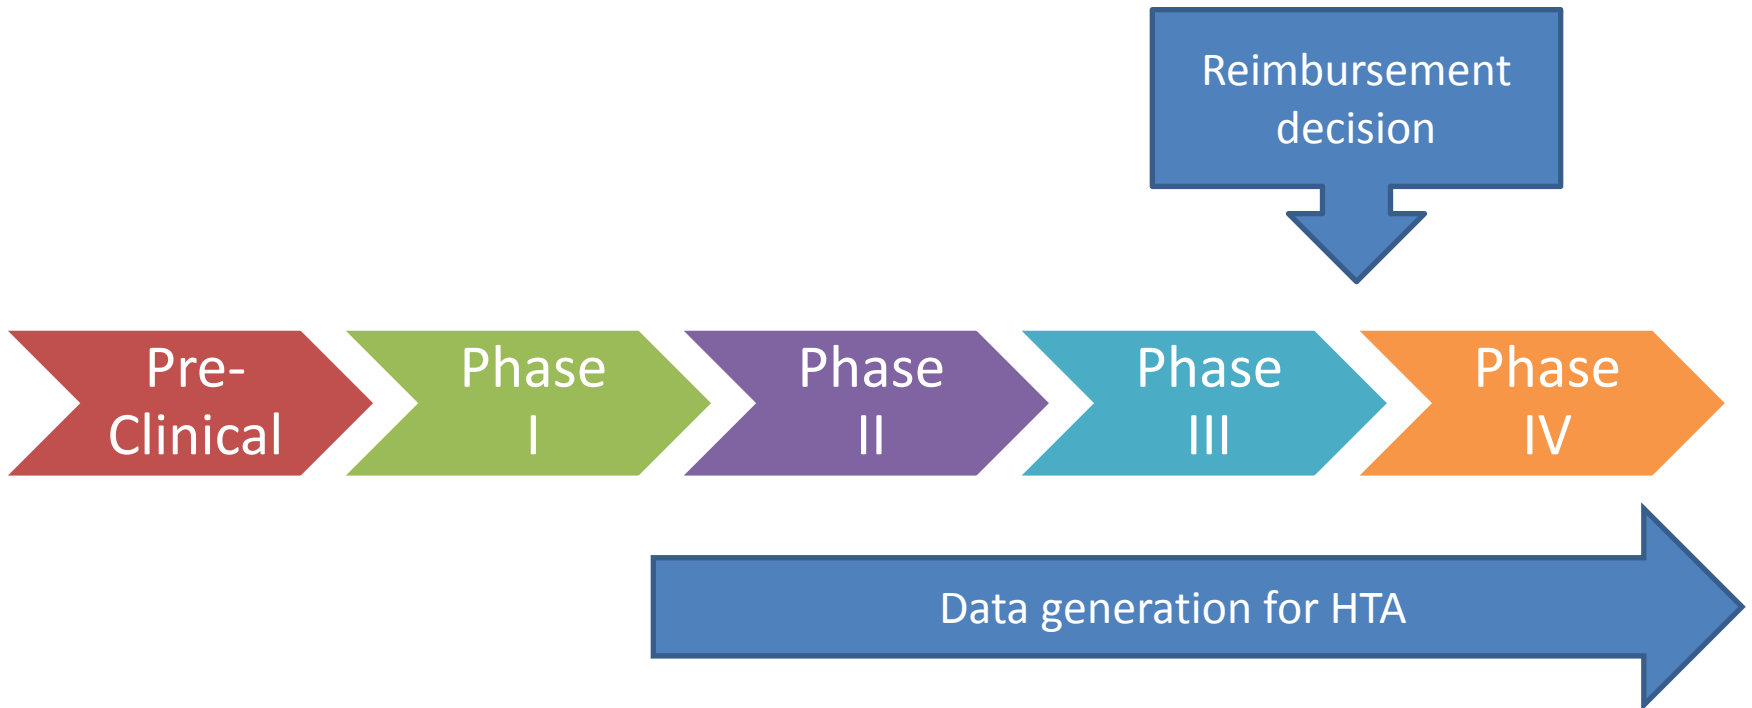 Reimbursement
decision
Pre-
Clinical
Phase
I
Phase
II
Phase
III
Phase
IV
Data generation for HTA